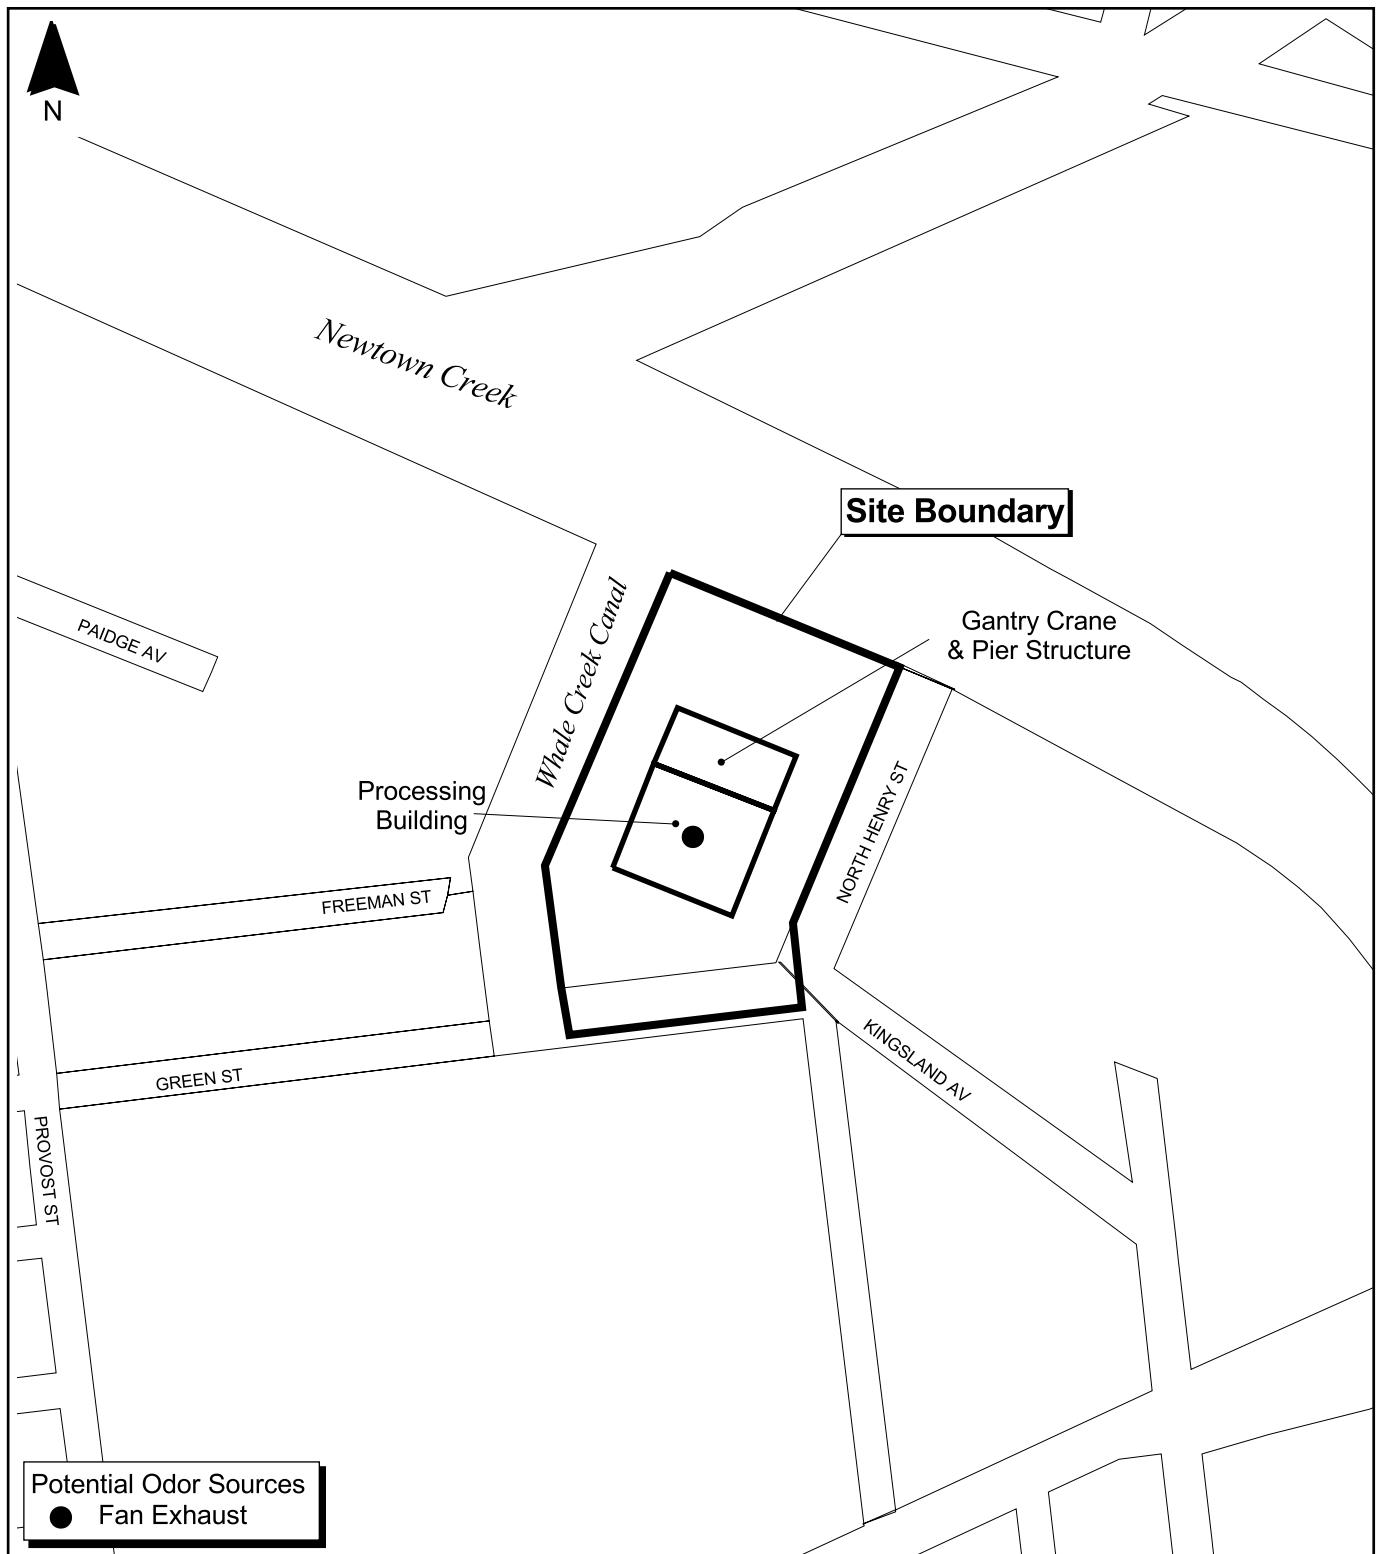 N
Newtown Creek
Site Boundary
Whale Creek Canal
Gantry Crane
& Pier Structure
PAIDGE AV
Processing
Building
NORTH HENRY ST
FREEMAN ST
KINGSLAND AV
GREEN ST
PROVOST ST
Potential Odor Sources
Fan Exhaust